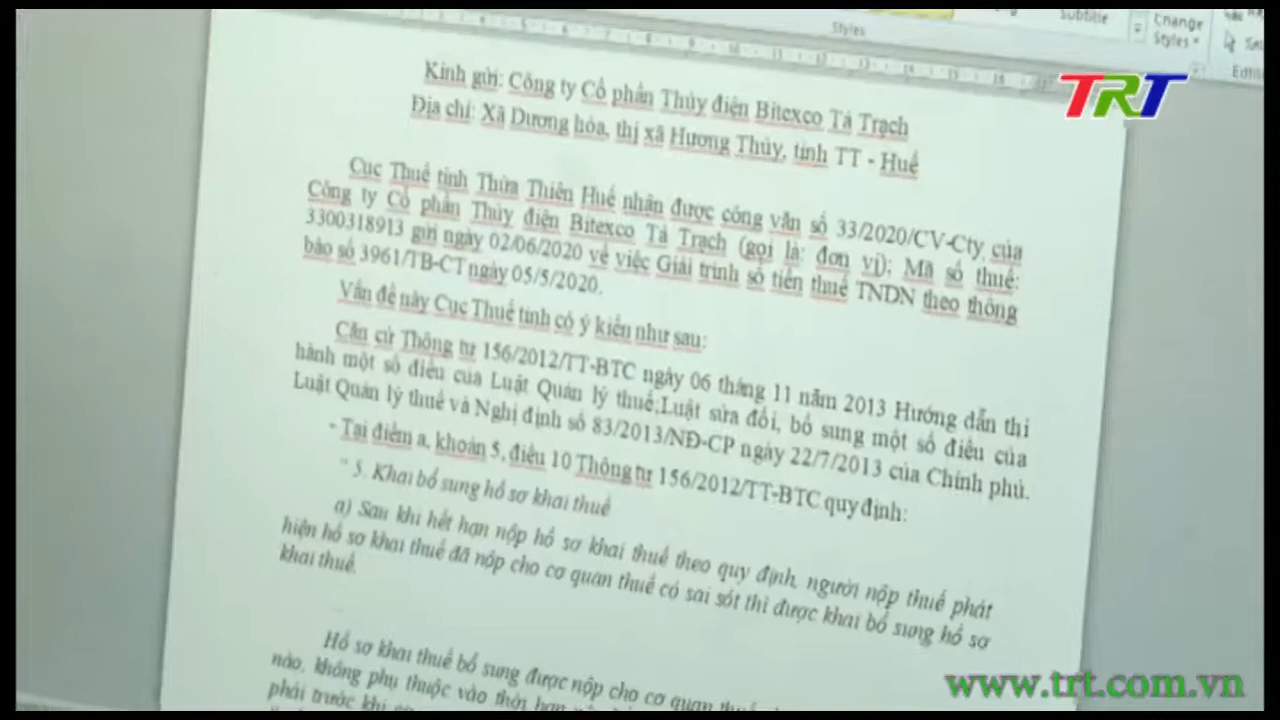 Subtitle
Change
Styles
Styles
TRT
Kính gửi: Công ty Cổ phần Thủy điện Bitexco Tả Trạch
Địa chỉ: Xã Dương hòa, thị xã Hương Thủy, tỉnh TT - Huế
Cục Thuế tỉnh Thừa Thiên Huế nhận được công văn số 33/2020/CV-Cty của
Công ty Cổ phần Thủy điện Bitexco Tả Trạch (gọi là: đơn vị); Mã số thuế:
3300318913 gửi ngày 02/06/2020 về việc Giải trình số tiền thuế TNDN theo thông
báo số 3961/TB-CT ngày 05/5/2020.
Vấn đề này Cục Thuế tỉnh có ý kiến như sau:
Căn cứ Thông tư 156/2012/TT-BTC ngày 06 tháng 11 năm 2013 Hướng dẫn thi
hành một số điều của Luật Quản lý thuế;Luật sửa đổi, bổ sung một số điều của
Luật Quản lý thuế và Nghị định số 83/2013/NĐ-CP ngày 22/7/2013 của Chính phủ.
- Tại điểm a, khoản 5, điều 10 Thông tư 156/2012/TT-BTC quy định:
" 5. Khai bổ sung hồ sơ khai thuế
a) Sau khi hết hạn nộp hồ sơ khai thuế theo quy định, người nộp thuế phát
hiện hồ sơ khai thuế đã nộp cho cơ quan thuế có sai sót thì được khai bổ sung hồ sơ
khai thuế.
Hồ sơ khai thuế bổ sung được nộp cho cơ quan thuế
nào, không phụ thuộc vào thời hạn
phải trước khi
www.trt.com.vn